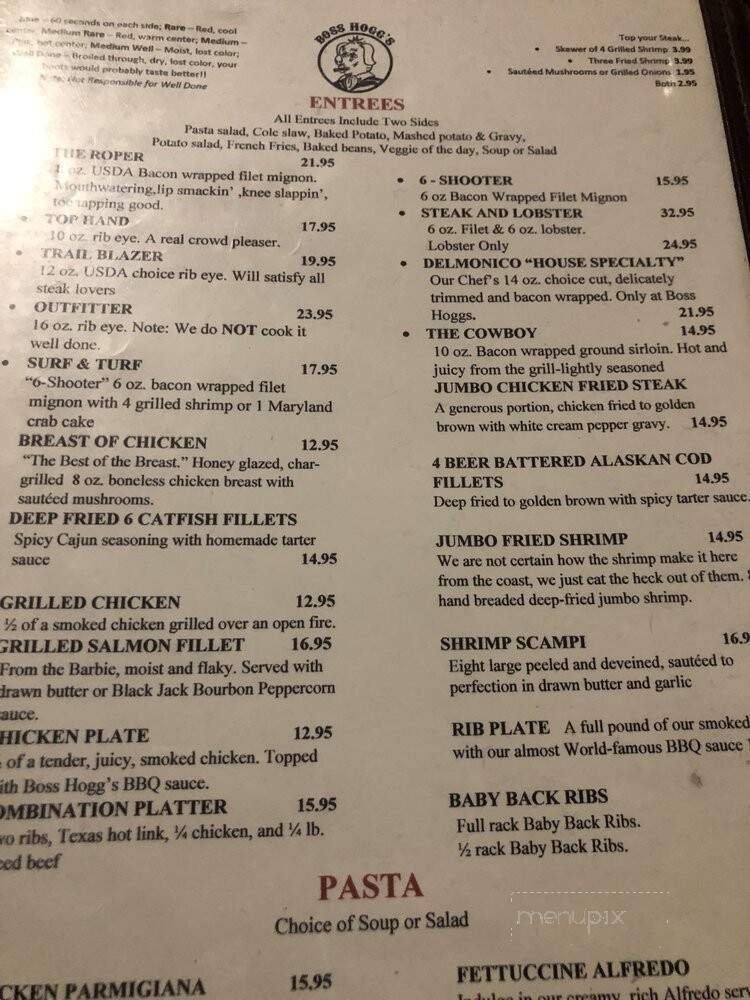 Blue – 60 seconds on each side; Rare – Red, cool
center; Medium Rare – Red, warm center; Medium –
Pink, hot center; Medium Well – Moist, lost color;
Well Done – Broiled through, dry, lost color, your
boots would probably taste better!!
Note: Not Responsible for Well Done
BOSS HOGG'S
Top your Steak...
• Skewer of 4 Grilled Shrimp 3.99
• Three Fried Shrimp 3.99
• Sautéed Mushrooms or Grilled Onions 1.95
Both 2.95
ENTREES
All Entrees Include Two Sides
Pasta salad, Cole slaw, Baked Potato, Mashed potato & Gravy,
Potato salad, French Fries, Baked beans, Veggie of the day, Soup or Salad
THE ROPER 21.95
oz. USDA Bacon wrapped filet mignon.
Mouthwatering,lip smackin' ,knee slappin',
toe tapping good.
• TOP HAND 17.95
10 oz. rib eye. A real crowd pleaser.
• TRAIL BLAZER 19.95
12 oz. USDA choice rib eye. Will satisfy all
steak lovers
• OUTFITTER 23.95
16 oz. rib eye. Note: We do NOT cook it
well done.
• SURF & TURF 17.95
“6-Shooter” 6 oz. bacon wrapped filet
mignon with 4 grilled shrimp or 1 Maryland
crab cake
BREAST OF CHICKEN 12.95
“The Best of the Breast.” Honey glazed, char-
grilled 8 oz. boneless chicken breast with
sautéed mushrooms.
DEEP FRIED 6 CATFISH FILLETS
Spicy Cajun seasoning with homemade tarter
sauce 14.95
GRILLED CHICKEN 12.95
½ of a smoked chicken grilled over an open fire.
GRILLED SALMON FILLET 16.95
From the Barbie, moist and flaky. Served with
drawn butter or Black Jack Bourbon Peppercorn
sauce.
CHICKEN PLATE 12.95
of a tender, juicy, smoked chicken. Topped
with Boss Hogg's BBQ sauce.
COMBINATION PLATTER 15.95
Two ribs, Texas hot link, ¼ chicken, and ¼ lb.
beef
• 6 - SHOOTER 15.95
6 oz Bacon Wrapped Filet Mignon
• STEAK AND LOBSTER 32.95
6 oz. Filet & 6 oz. lobster.
Lobster Only 24.95
• DELMONICO “HOUSE SPECIALTY”
Our Chef's 14 oz. choice cut, delicately
trimmed and bacon wrapped. Only at Boss
Hoggs. 21.95
• THE COWBOY 14.95
10 oz. Bacon wrapped ground sirloin. Hot and
juicy from the grill-lightly seasoned
JUMBO CHICKEN FRIED STEAK
A generous portion, chicken fried to golden
brown with white cream pepper gravy. 14.95
4 BEER BATTERED ALASKAN COD
FILLETS 14.95
Deep fried to golden brown with spicy tarter sauce.
JUMBO FRIED SHRIMP 14.95
We are not certain how the shrimp make it here
from the coast, we just eat the heck out of them. 8
hand breaded deep-fried jumbo shrimp.
SHRIMP SCAMPI 16.9
Eight large peeled and deveined, sautéed to
perfection in drawn butter and garlic
RIB PLATE A full pound of our smoked
with our almost World-famous BBQ sauce
BABY BACK RIBS
Full rack Baby Back Ribs.
½ rack Baby Back Ribs.
PASTA
Choice of Soup or Salad
menupix
CHICKEN PARMIGIANA 15.95
FETTUCCINE ALFREDO
Indulge in our creamy, rich Alfredo